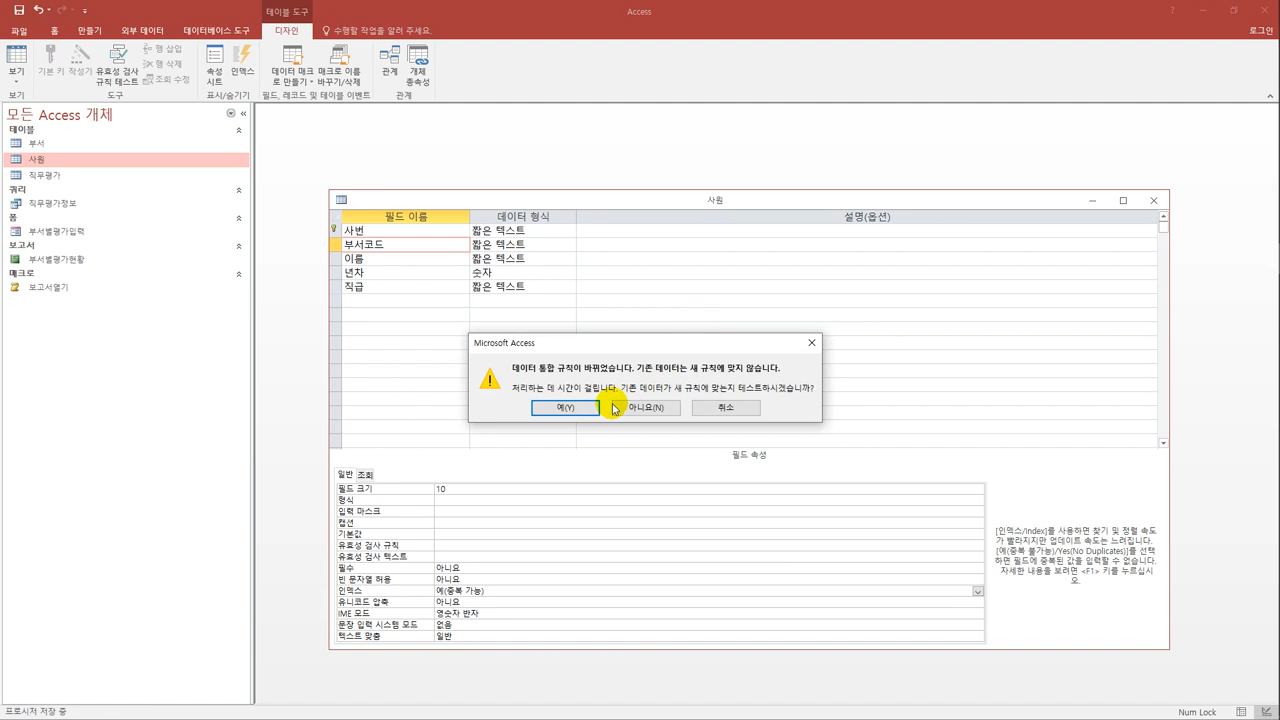 테이블 도구
Access
파일
홈
만들기
외부 데이터
데이터베이스 도구
디자인
수행할 작업을 알려 주세요.
로그인
보기
기본 키
작성기
유효성 검사
규칙 테스트
행 삽입
행 삭제
조회 수정
속성
시트
인덱스
데이터 매크
로 만들기
매크로 이름
바꾸기/삭제
관계
개체
종속성
보기
도구
표시/숨기기
필드, 레코드 및 테이블 이벤트
관계
모든 Access 개체
테이블
부서
사원
직무평가
쿼리
직무평가정보
폼
부서별평가입력
보고서
부서별평가현황
매크로
보고서열기
사원
필드 이름 데이터 형식 설명(옵션)
사번 짧은 텍스트
부서코드 짧은 텍스트
이름 짧은 텍스트
년차 숫자
직급 짧은 텍스트
Microsoft Access
데이터 통합 규칙이 바뀌었습니다. 기존 데이터는 새 규칙에 맞지 않습니다.
처리하는 데 시간이 걸립니다. 기존 데이터가 새 규칙에 맞는지 테스트하시겠습니까?
예(Y) 아니요(N) 취소
필드 속성
일반 조회
필드 크기 10
형식
입력 마스크
캡션
기본값
유효성 검사 규칙
유효성 검사 텍스트
필수 아니요
빈 문자열 허용 아니요
인덱스 예(중복 가능)
유니코드 압축 아니요
IME 모드 영숫자 반자
문장 입력 시스템 모드 없음
텍스트 맞춤 일반
[인덱스/Index]를 사용하면 찾기 및 정렬 속도
가 빨라지지만 업데이트 속도는 느려집니다.
[예(중복 불가능)/Yes(No Duplicates)]를 선택
하면 필드에 중복된 값을 입력할 수 없습니다.
자세한 내용을 보려면 <F1> 키를 누르십시
오.
프로시저 저장 중
Num Lock